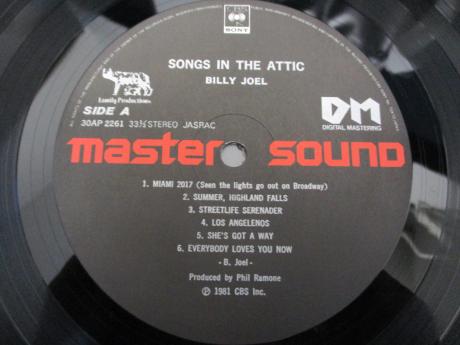 CBS
SONY
SONGS IN THE ATTIC
BILLY JOEL
Family Productions
SIDE A
30AP 2261 33⅓ STEREO JASRAC
DM
DIGITAL MASTERING
master sound
1. MIAMI 2017 (Seen the lights go out on Broadway)
2. SUMMER, HIGHLAND FALLS
3. STREETLIFE SERENADER
4. LOS ANGELENOS
5. SHE'S GOT A WAY
6. EVERYBODY LOVES YOU NOW
- B. Joel -
Produced by Phil Ramone
Ⓟ 1981 CBS Inc.